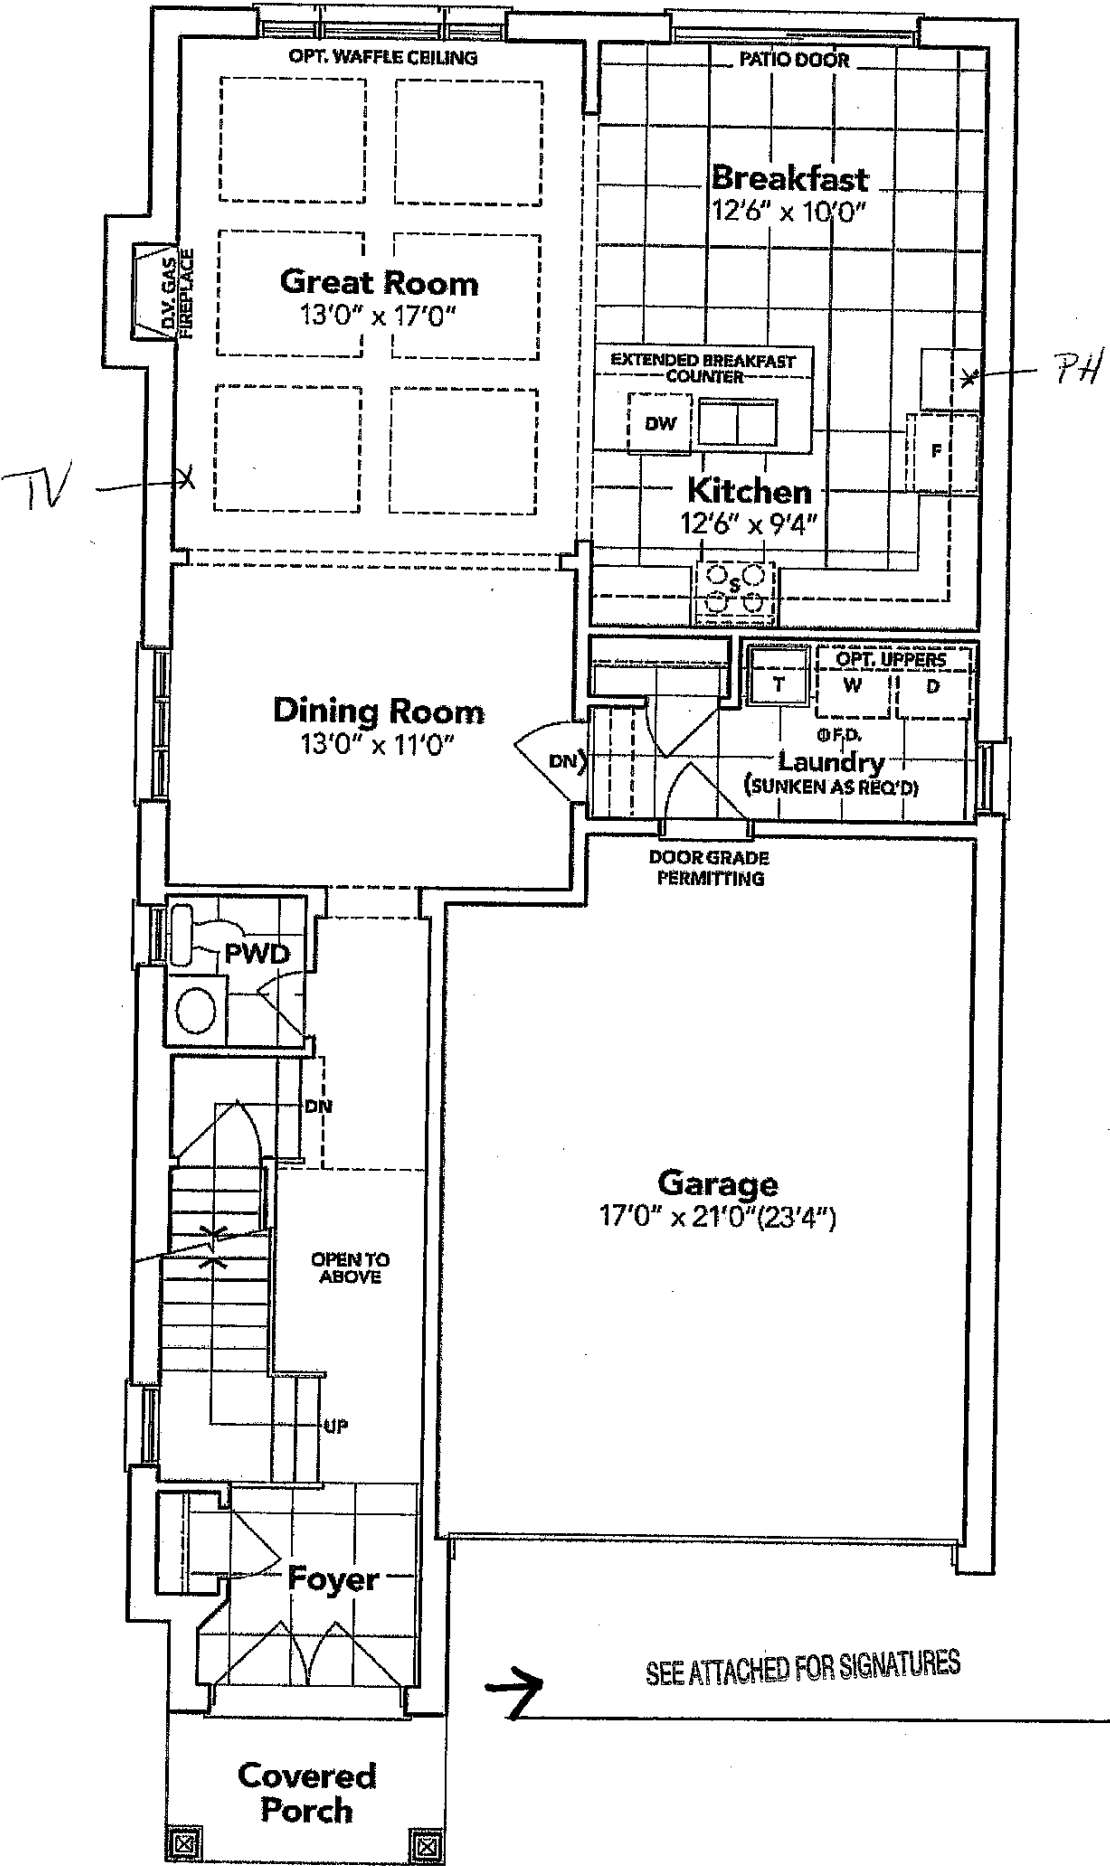 OPT. WAFFLE CEILING
PATIO DOOR
Breakfast
12'6" x 10'0"
D.V. GAS
FIREPLACE
Great Room
13'0" x 17'0"
EXTENDED BREAKFAST
COUNTER
PH
DW
F
TV
Kitchen
12'6" x 9'4"
S
OPT. UPPERS
T
W
D
Dining Room
13'0" x 11'0"
F.D.
DN
Laundry
(SUNKEN AS REQ'D)
DOOR GRADE
PERMITTING
PWD
DN
Garage
17'0" x 21'0"(23'4")
OPEN TO
ABOVE
UP
Foyer
SEE ATTACHED FOR SIGNATURES
Covered
Porch